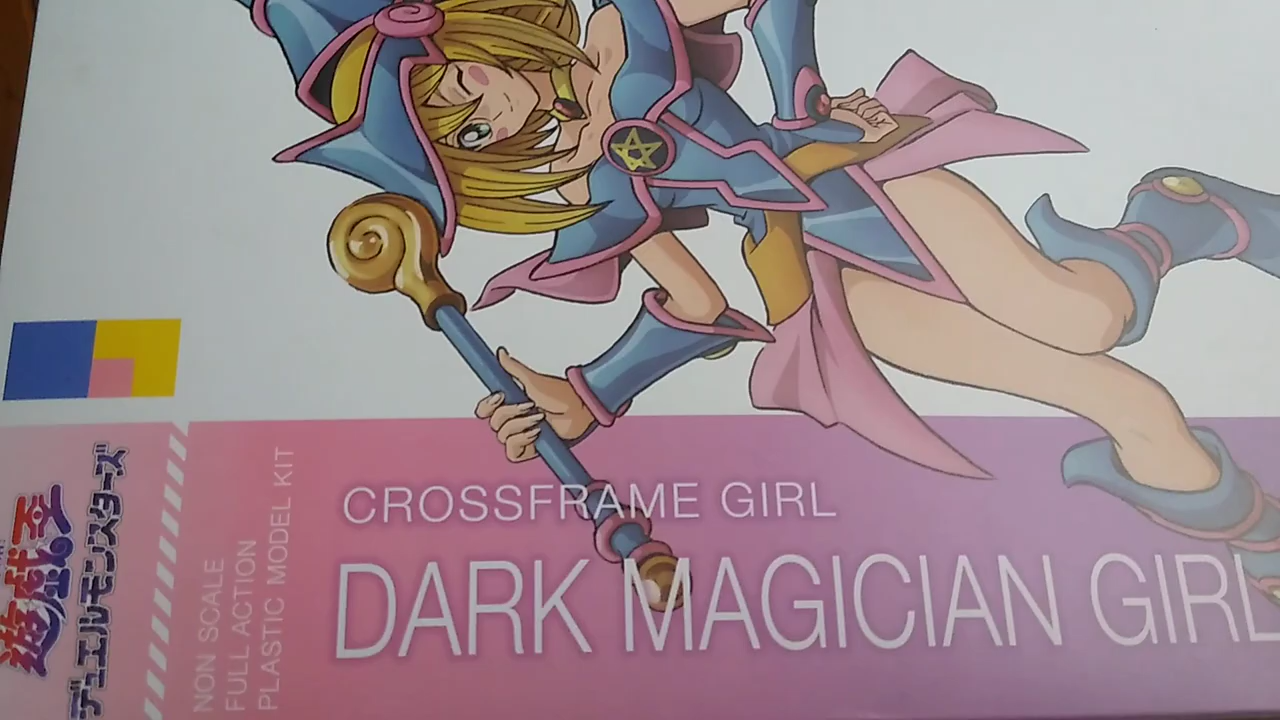 CROSSFRAME GIRL
DARK MAGICIAN GIRL
NON SCALE
FULL ACTION
PLASTIC MODEL KIT
遊戯王
デュエルモンスターズ